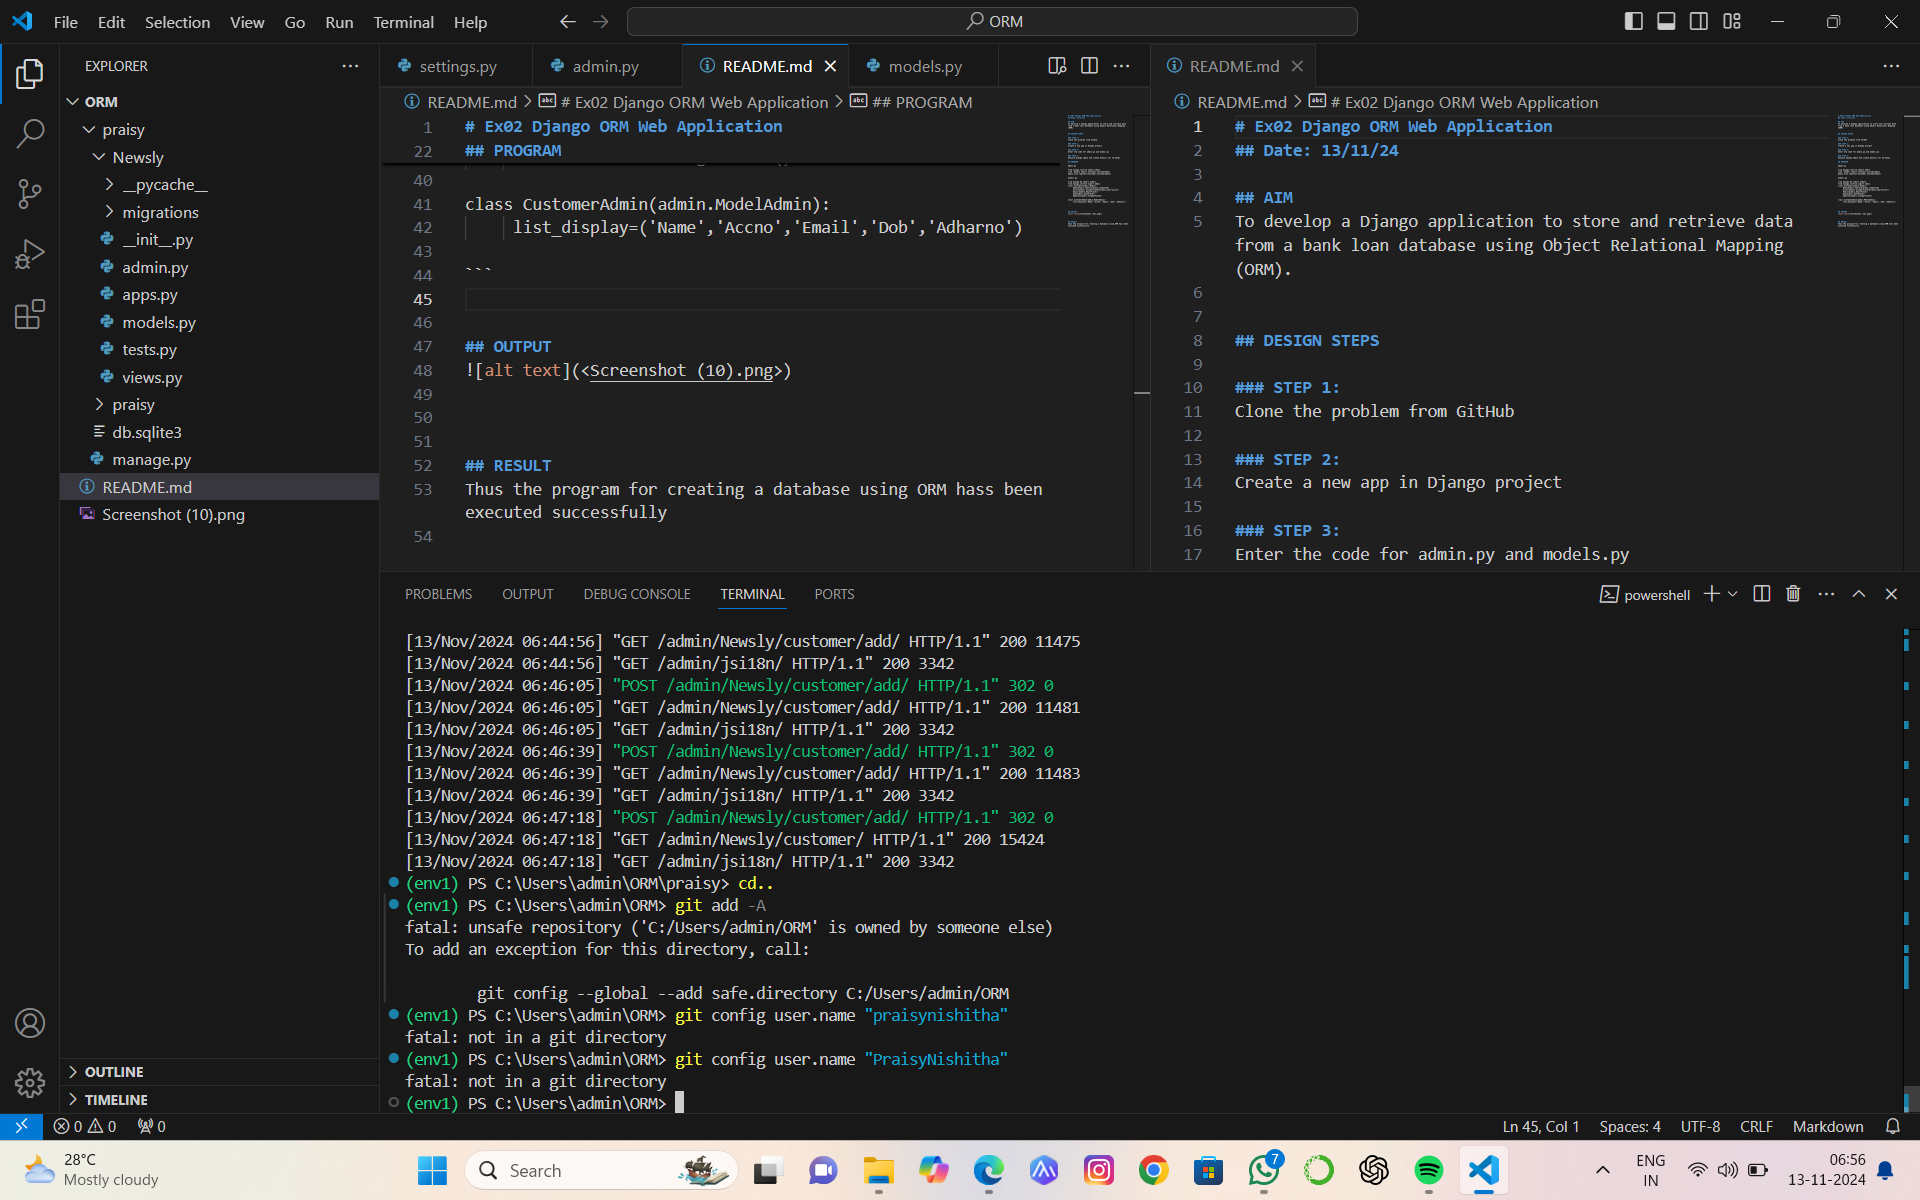 File Edit Selection View Go Run Terminal Help
ORM
EXPLORER
ORM
praisy
Newsly
__pycache__
migrations
__init__.py
admin.py
apps.py
models.py
tests.py
views.py
praisy
db.sqlite3
manage.py
README.md
Screenshot (10).png
OUTLINE
TIMELINE
settings.py admin.py README.md models.py
README.md > # Ex02 Django ORM Web Application > ## PROGRAM
1 # Ex02 Django ORM Web Application
22 ## PROGRAM
40
41 class CustomerAdmin(admin.ModelAdmin):
42 list_display=('Name','Accno','Email','Dob','Adharno')
43
44 ```
45
46
47 ## OUTPUT
48 ![alt text](<Screenshot (10).png>)
49
50
51
52 ## RESULT
53 Thus the program for creating a database using ORM hass been
executed successfully
54
README.md
README.md > # Ex02 Django ORM Web Application
1 # Ex02 Django ORM Web Application
2 ## Date: 13/11/24
3
4 ## AIM
5 To develop a Django application to store and retrieve data
from a bank loan database using Object Relational Mapping
(ORM).
6
7
8 ## DESIGN STEPS
9
10 ### STEP 1:
11 Clone the problem from GitHub
12
13 ### STEP 2:
14 Create a new app in Django project
15
16 ### STEP 3:
17 Enter the code for admin.py and models.py
PROBLEMS OUTPUT DEBUG CONSOLE TERMINAL PORTS
powershell
[13/Nov/2024 06:44:56] "GET /admin/Newsly/customer/add/ HTTP/1.1" 200 11475
[13/Nov/2024 06:44:56] "GET /admin/jsi18n/ HTTP/1.1" 200 3342
[13/Nov/2024 06:46:05] "POST /admin/Newsly/customer/add/ HTTP/1.1" 302 0
[13/Nov/2024 06:46:05] "GET /admin/Newsly/customer/add/ HTTP/1.1" 200 11481
[13/Nov/2024 06:46:05] "GET /admin/jsi18n/ HTTP/1.1" 200 3342
[13/Nov/2024 06:46:39] "POST /admin/Newsly/customer/add/ HTTP/1.1" 302 0
[13/Nov/2024 06:46:39] "GET /admin/Newsly/customer/add/ HTTP/1.1" 200 11483
[13/Nov/2024 06:46:39] "GET /admin/jsi18n/ HTTP/1.1" 200 3342
[13/Nov/2024 06:47:18] "POST /admin/Newsly/customer/add/ HTTP/1.1" 302 0
[13/Nov/2024 06:47:18] "GET /admin/Newsly/customer/ HTTP/1.1" 200 15424
[13/Nov/2024 06:47:18] "GET /admin/jsi18n/ HTTP/1.1" 200 3342
(env1) PS C:\Users\admin\ORM\praisy> cd..
(env1) PS C:\Users\admin\ORM> git add -A
fatal: unsafe repository ('C:/Users/admin/ORM' is owned by someone else)
To add an exception for this directory, call:
git config --global --add safe.directory C:/Users/admin/ORM
(env1) PS C:\Users\admin\ORM> git config user.name "praisynishitha"
fatal: not in a git directory
(env1) PS C:\Users\admin\ORM> git config user.name "PraisyNishitha"
fatal: not in a git directory
(env1) PS C:\Users\admin\ORM>
0 0 0
Ln 45, Col 1 Spaces: 4 UTF-8 CRLF Markdown
28°C
Mostly cloudy
Search
7
ENG
IN
06:56
13-11-2024